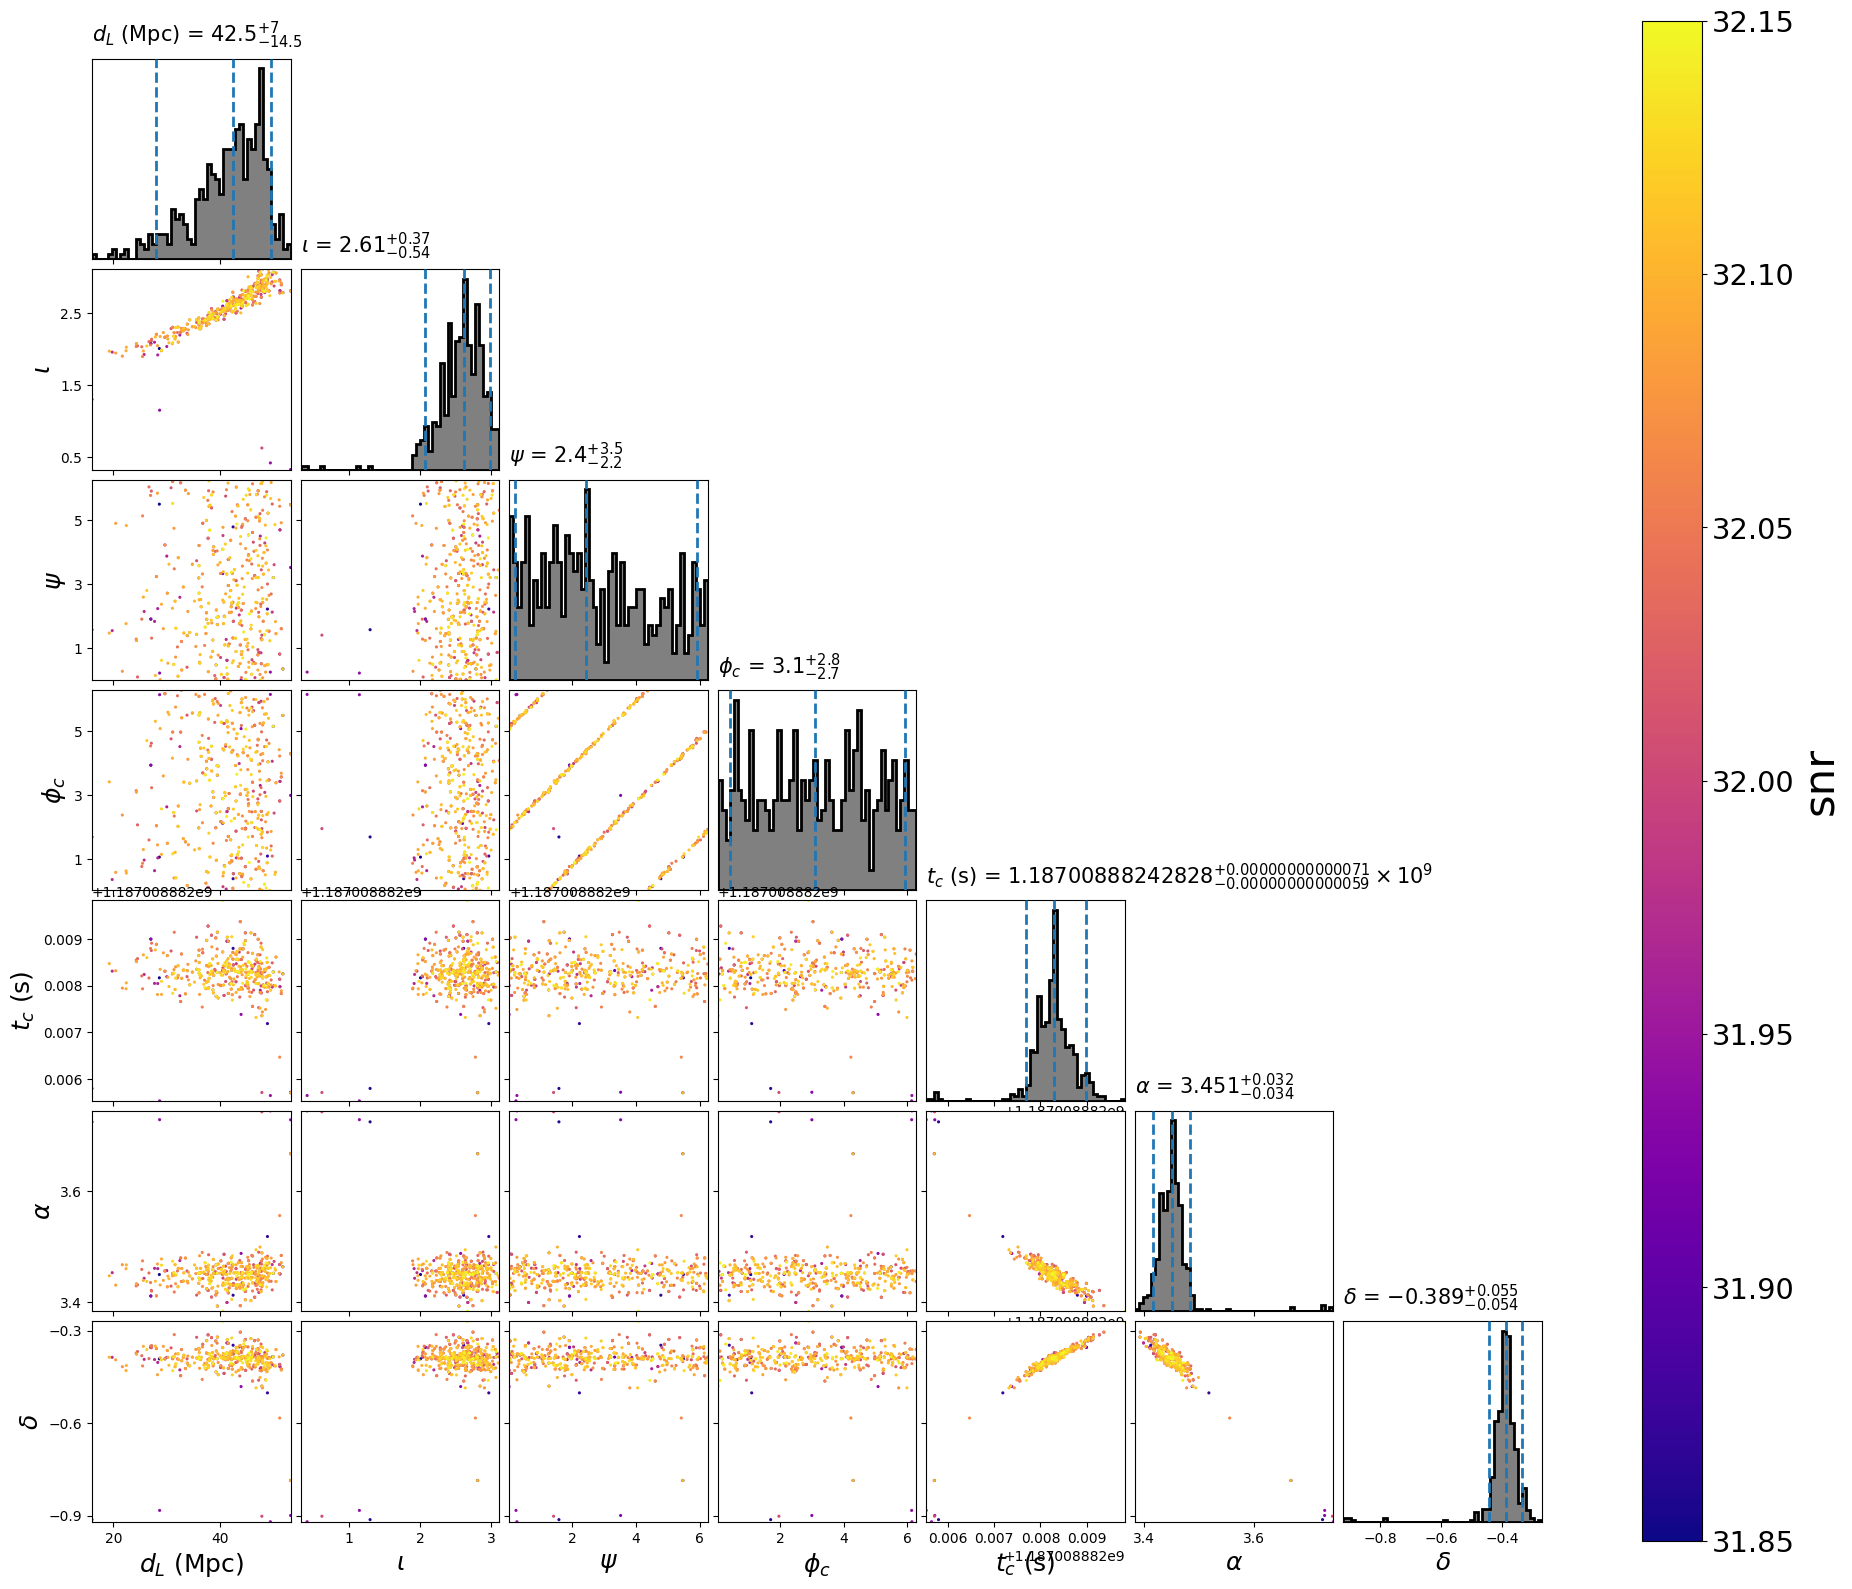 d_L (Mpc) = 42.5^{+7}_{-14.5}
ι = 2.61^{+0.37}_{-0.54}
ψ = 2.4^{+3.5}_{-2.2}
ϕ_c = 3.1^{+2.8}_{-2.7}
t_c (s) = 1.18700888242828^{+0.00000000000071}_{-0.00000000000059} × 10^9
α = 3.451^{+0.032}_{-0.034}
δ = −0.389^{+0.055}_{-0.054}
ι
2.5
1.5
0.5
ψ
5
3
1
ϕ_c
5
3
1
+1.187008882e9 +1.187008882e9 +1.187008882e9 +1.187008882e9
t_c (s)
0.009
0.008
0.007
0.006
+1.187008882e9
α
3.6
3.4
+1.187008882e9
δ
−0.3
−0.6
−0.9
20 40 1 2 3 2 4 6 2 4 6 0.006 0.007 0.008 0.009 3.4 3.6 −0.8 −0.6 −0.4
+1.187008882e9
d_L (Mpc) ι ψ ϕ_c t_c (s) α δ
32.15
32.10
32.05
32.00
31.95
31.90
31.85
snr